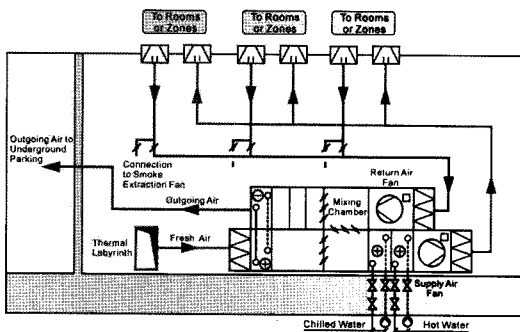 To Rooms
or Zones
To Rooms
or Zones
To Rooms
or Zones
Outgoing Air to
Underground
Parking
Connection
to Smoke
Extraction Fan
Return Air
Fan
Outgoing Air
Mixing
Chamber
Thermal
Labyrinth
Fresh Air
Supply Air
Fan
Chilled Water
Hot Water